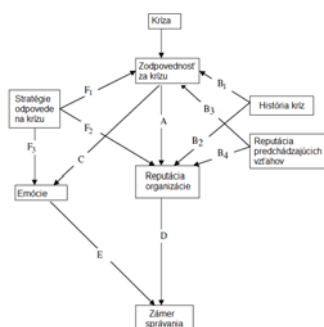 Kríza
Zodpovednosť
za krízu
Stratégie
odpovede
na krízu
F₁
B₁
B₃
História kríz
F₂
A
B₂
F₃
C
Reputácia
predchádzajúcich
vzťahov
B₄
Emócie
Reputácia
organizácie
E
D
Zámer
správania